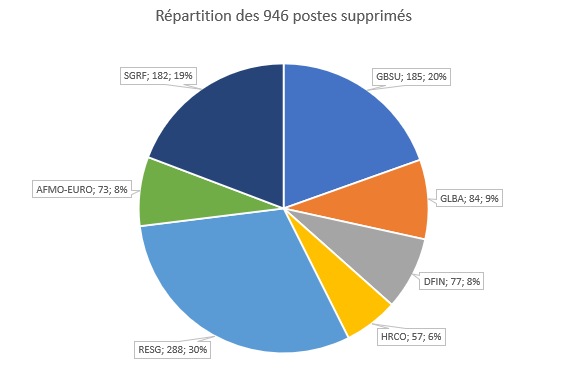 Répartition des 946 postes supprimés
SGRF; 182; 19%
GBSU; 185; 20%
AFMO-EURO; 73; 8%
GLBA; 84; 9%
DFIN; 77; 8%
HRCO; 57; 6%
RESG; 288; 30%